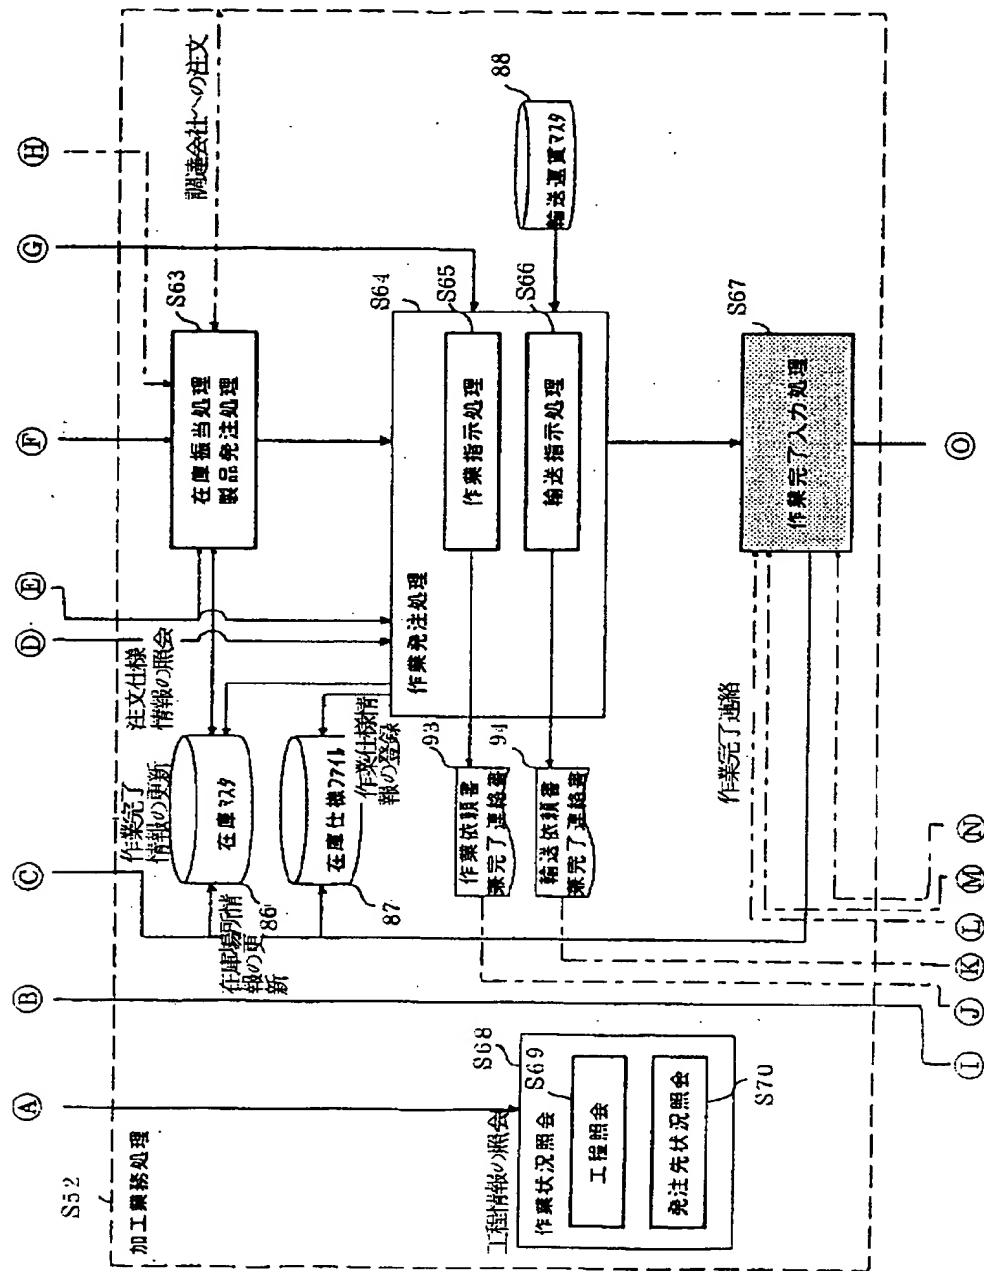 Ⓐ
Ⓑ
Ⓒ
Ⓓ
Ⓔ
Ⓕ
Ⓖ
Ⓗ
S52
加工業務処理
工程情報の照会
S68
作業状況照会
S69
工程照会
発注先状況照会
S70
作業完了
情報の更新
注文仕様
情報の照会
在庫場所情
報の更
新
在庫マスタ
86
在庫仕様ファイル
87
作業仕様情
報の登録
S63
在庫振当処理
製品発注処理
調達会社への注文
S64
作業発注処理
S65
作業指示処理
S66
輸送指示処理
88
輸送運賃マスタ
93
作業依頼書
兼完了連絡書
94
輸送依頼書
兼完了連絡書
作業完了連絡
S67
作業完了入力処理
Ⓘ
Ⓙ
Ⓚ
Ⓛ
Ⓜ
Ⓝ
Ⓞ